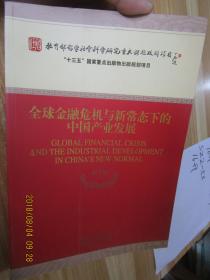 教育部哲学社会科学研究重大课题攻关项目
“十三五”国家重点出版物出版规划项目
全球金融危机与新常态下的
中国产业发展
GLOBAL FINANCIAL CRISIS
AND THE INDUSTRIAL DEVELOPMENT
IN CHINA'S NEW NORMAL
2018/08/04 09:28